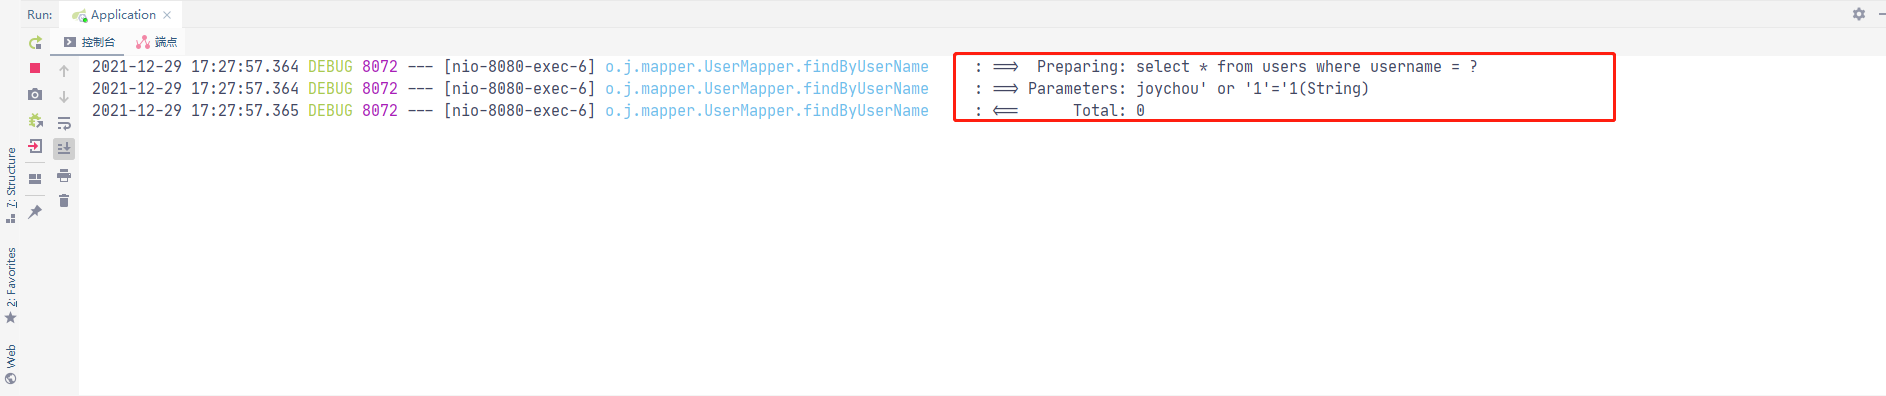 Run: Application
控制台 端点
2021-12-29 17:27:57.364 DEBUG 8072 --- [nio-8080-exec-6] o.j.mapper.UserMapper.findByUserName : ==> Preparing: select * from users where username = ?
2021-12-29 17:27:57.364 DEBUG 8072 --- [nio-8080-exec-6] o.j.mapper.UserMapper.findByUserName : ==> Parameters: joychou' or '1'='1(String)
2021-12-29 17:27:57.365 DEBUG 8072 --- [nio-8080-exec-6] o.j.mapper.UserMapper.findByUserName : <== Total: 0
7: Structure
2: Favorites
Web